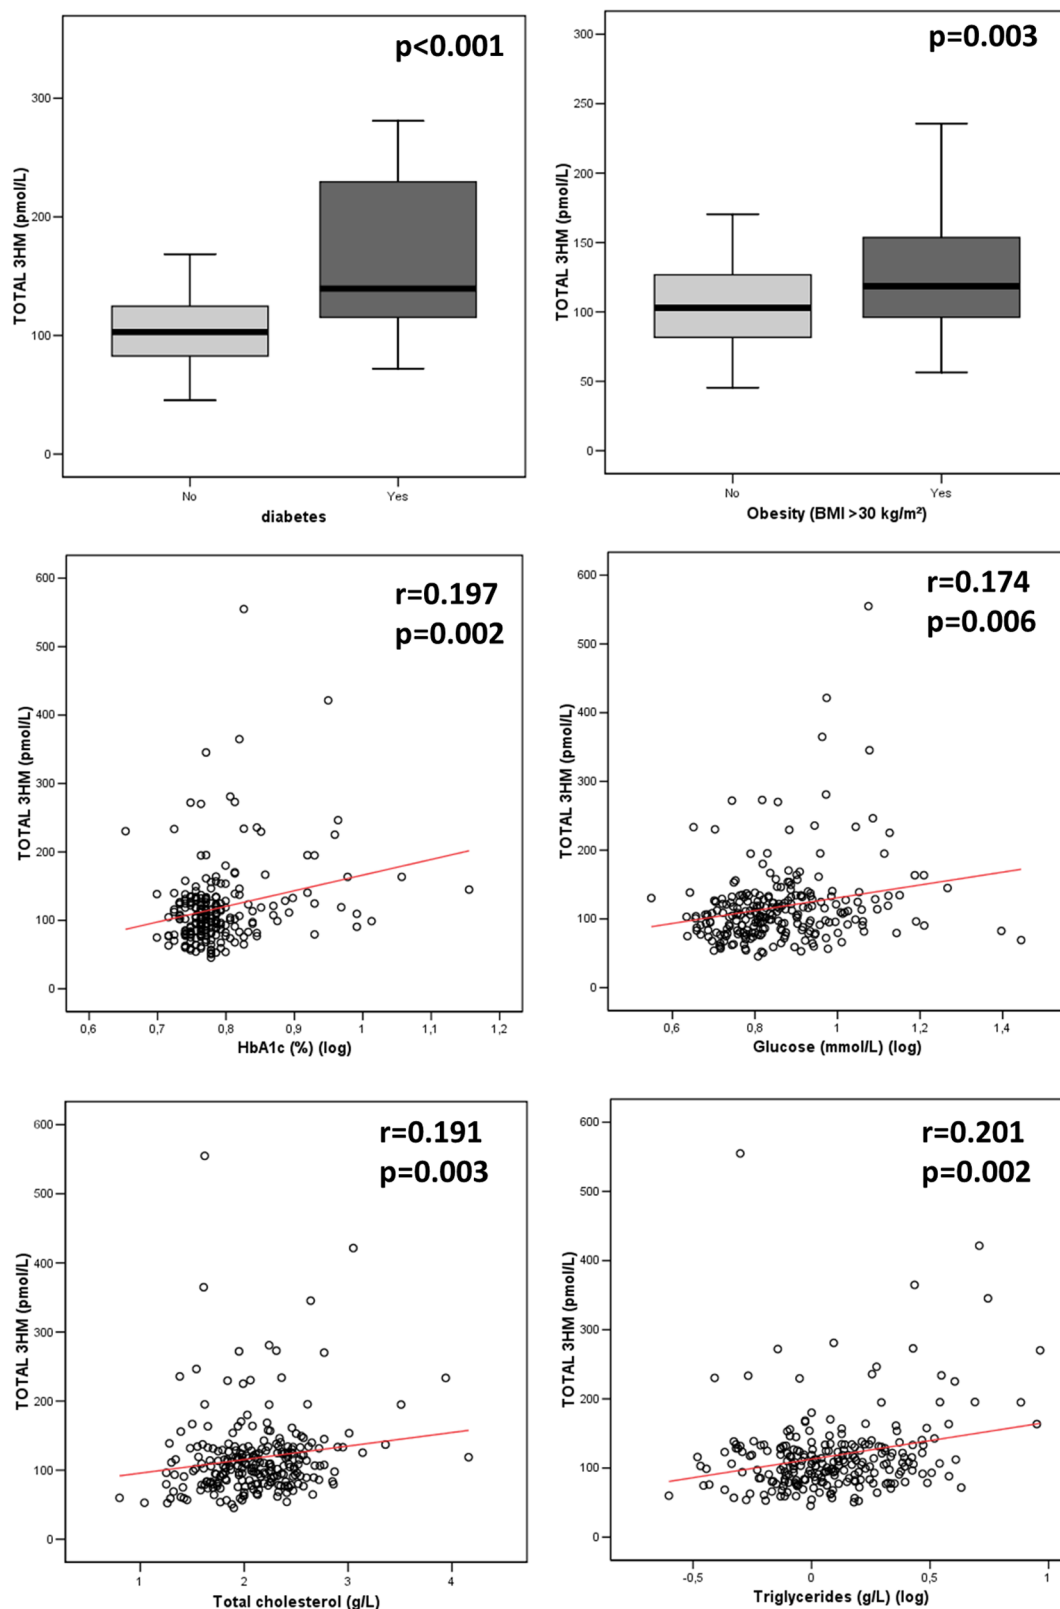 p<0.001
TOTAL 3HM (pmol/L)
300
200
100
0
No
Yes
diabetes
p=0.003
TOTAL 3HM (pmol/L)
300
250
200
150
100
50
0
No
Yes
Obesity (BMI >30 kg/m²)
r=0.197
p=0.002
TOTAL 3HM (pmol/L)
600
500
400
300
200
100
0
0,6
0,7
0,8
0,9
1
1,1
1,2
HbA1c (%) (log)
r=0.174
p=0.006
TOTAL 3HM (pmol/L)
600
500
400
300
200
100
0
0,6
0,8
1
1,2
1,4
Glucose (mmol/L) (log)
r=0.191
p=0.003
TOTAL 3HM (pmol/L)
600
500
400
300
200
100
0
1
2
3
4
Total cholesterol (g/L)
r=0.201
p=0.002
TOTAL 3HM (pmol/L)
600
500
400
300
200
100
0
-0,5
0
0,5
1
Triglycerides (g/L) (log)